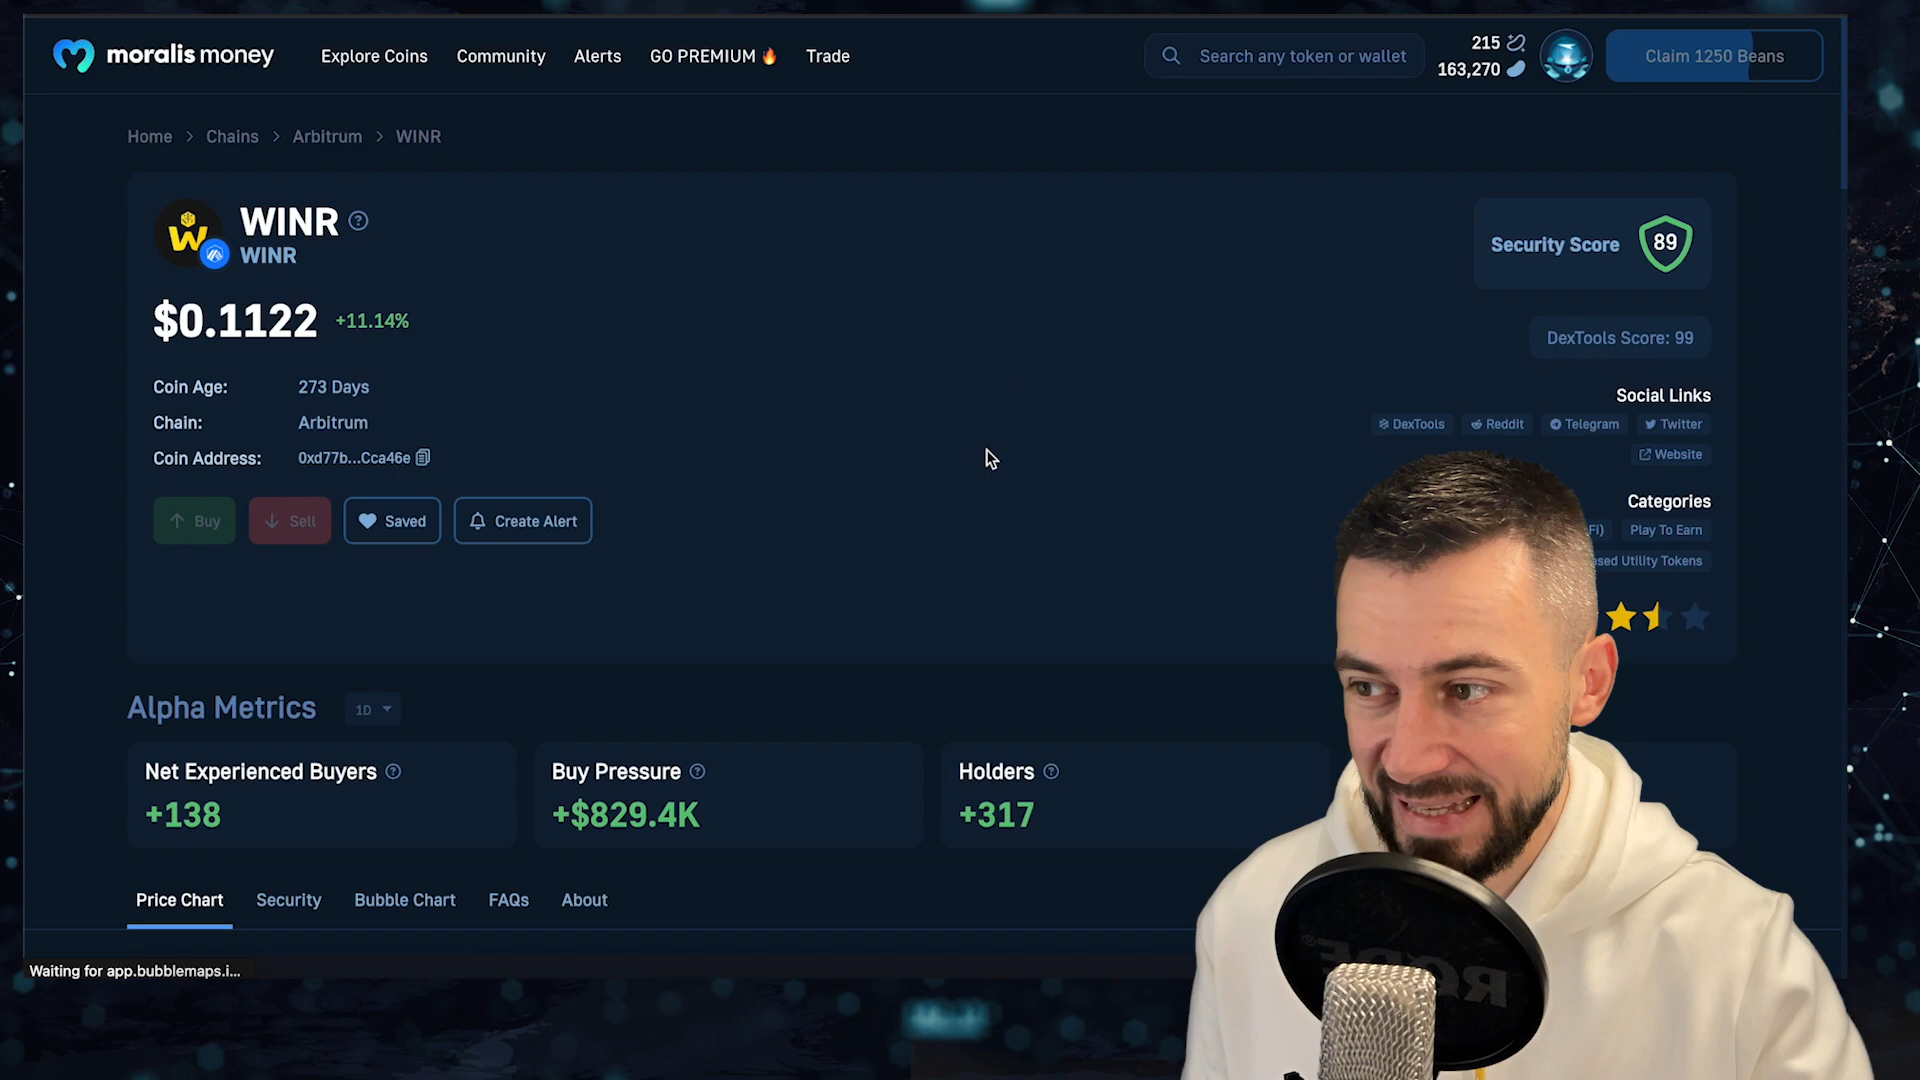 moralis money
Explore Coins
Community
Alerts
GO PREMIUM
Trade
Search any token or wallet
215
163,270
Claim 1250 Beans
Home > Chains > Arbitrum > WINR
WINR
WINR
$0.1122 +11.14%
Coin Age: 273 Days
Chain: Arbitrum
Coin Address: 0xd77b...Cca46e
Buy
Sell
Saved
Create Alert
Security Score 89
DexTools Score: 99
Social Links
DexTools
Reddit
Telegram
Twitter
Website
Categories
Fi)
Play To Earn
sed Utility Tokens
Alpha Metrics 1D
Net Experienced Buyers
+138
Buy Pressure
+$829.4K
Holders
+317
Price Chart
Security
Bubble Chart
FAQs
About
Waiting for app.bubblemaps.i...
RODE®